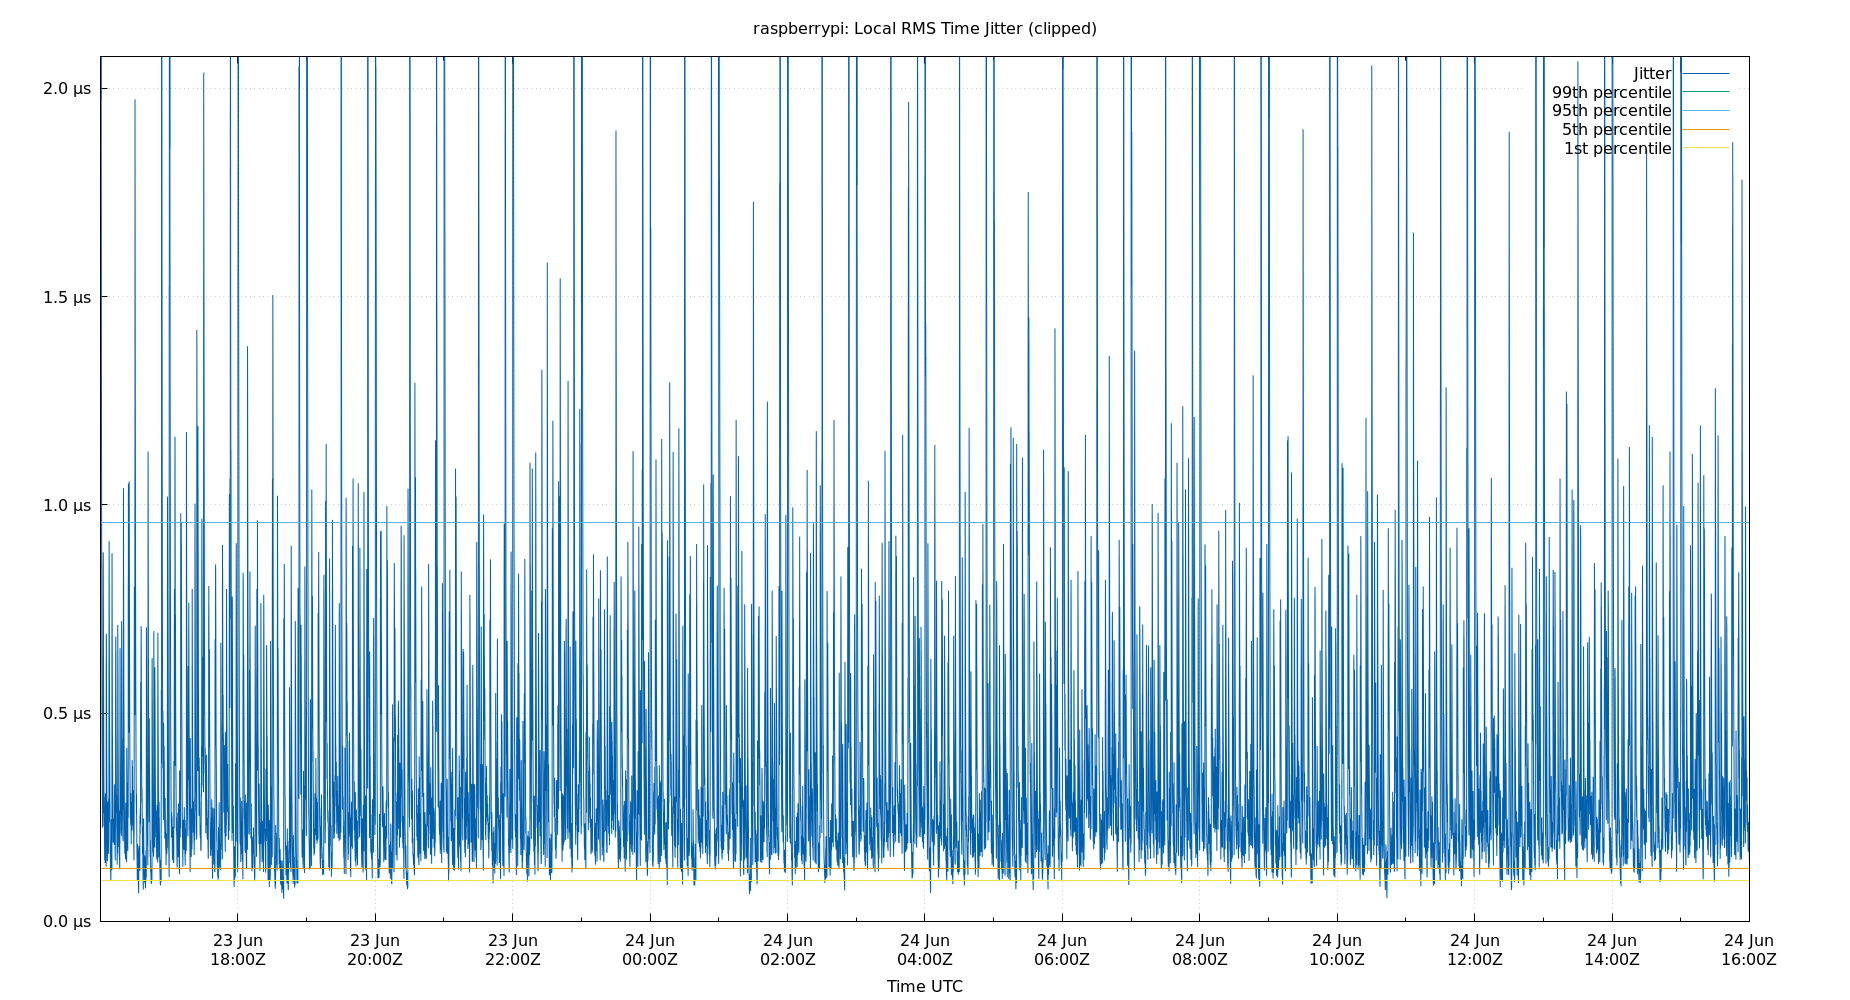 raspberrypi: Local RMS Time Jitter (clipped)
2.0 µs
1.5 µs
1.0 µs
0.5 µs
0.0 µs
Jitter
99th percentile
95th percentile
5th percentile
1st percentile
23 Jun 23 Jun 23 Jun 24 Jun 24 Jun 24 Jun 24 Jun 24 Jun 24 Jun 24 Jun 24 Jun 24 Jun
18:00Z 20:00Z 22:00Z 00:00Z 02:00Z 04:00Z 06:00Z 08:00Z 10:00Z 12:00Z 14:00Z 16:00Z
Time UTC